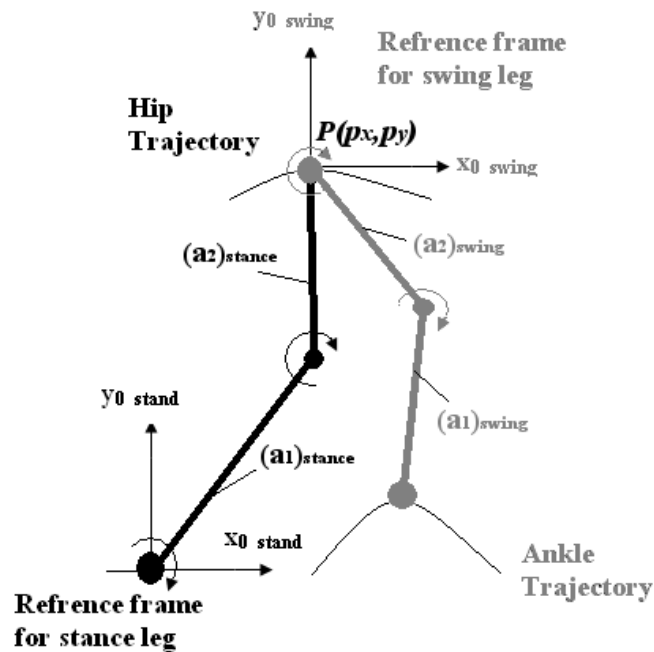 y0 swing
Refrence frame
for swing leg
Hip
Trajectory
P(px,py)
x0 swing
(a2)swing
(a2)stance
y0 stand
(a1)swing
(a1)stance
x0 stand
Ankle
Trajectory
Refrence frame
for stance leg